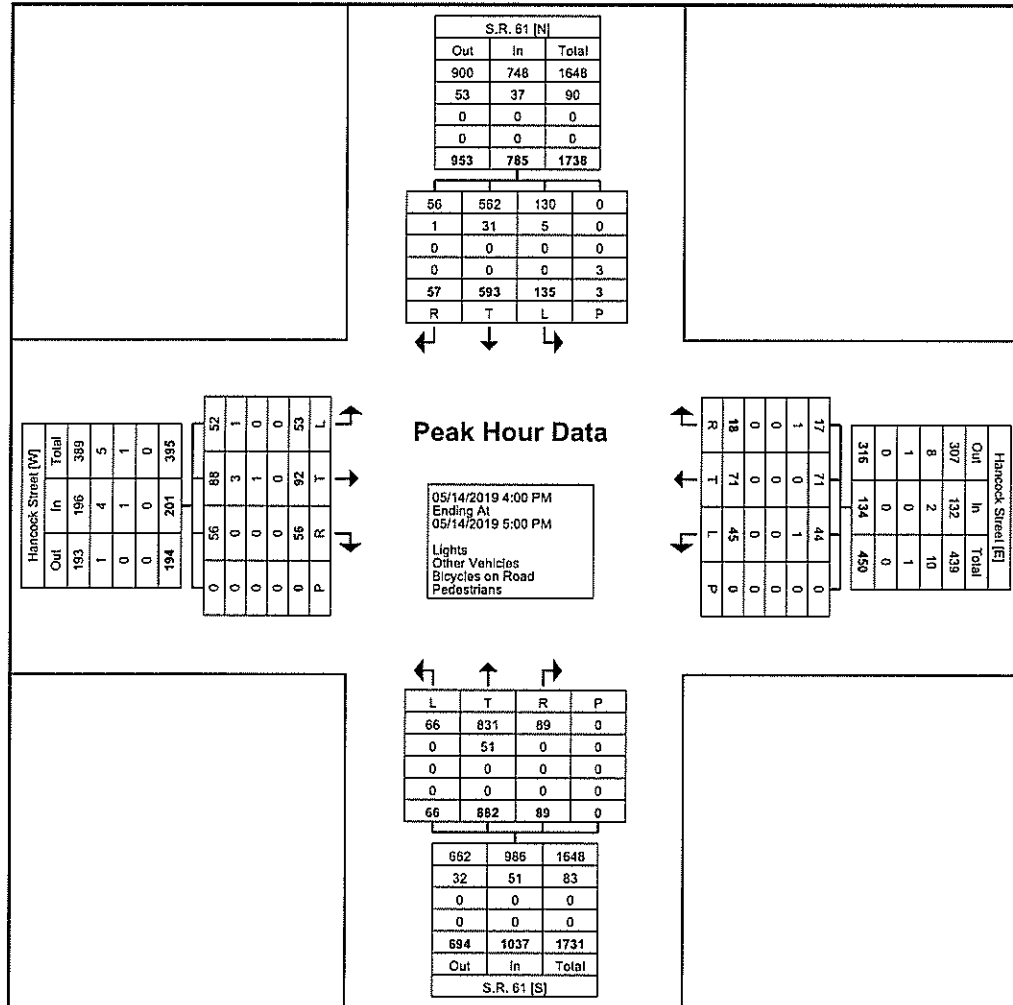 S.R. 61 [N]
Out In Total
900 748 1648
53 37 90
0 0 0
0 0 0
953 785 1738
56 562 130 0
1 31 5 0
0 0 0 0
0 0 0 3
57 593 135 3
R T L P
Hancock Street [W]
Out In Total
193 196 389
1 4 5
0 1 1
0 0 0
194 201 395
0 56 88 52
0 0 3 1
0 0 1 0
0 0 0 0
0 56 92 53
P R T L
Peak Hour Data
05/14/2019 4:00 PM
Ending At
05/14/2019 5:00 PM
Lights
Other Vehicles
Bicycles on Road
Pedestrians
Hancock Street [E]
Out In Total
307 132 439
8 2 10
1 0 1
0 0 0
316 134 450
17 71 44 0
1 0 1 0
0 0 0 0
0 0 0 0
18 71 45 0
R T L P
L T R P
66 831 89 0
0 51 0 0
0 0 0 0
0 0 0 0
66 882 89 0
662 986 1648
32 51 83
0 0 0
0 0 0
694 1037 1731
Out In Total
S.R. 61 [S]